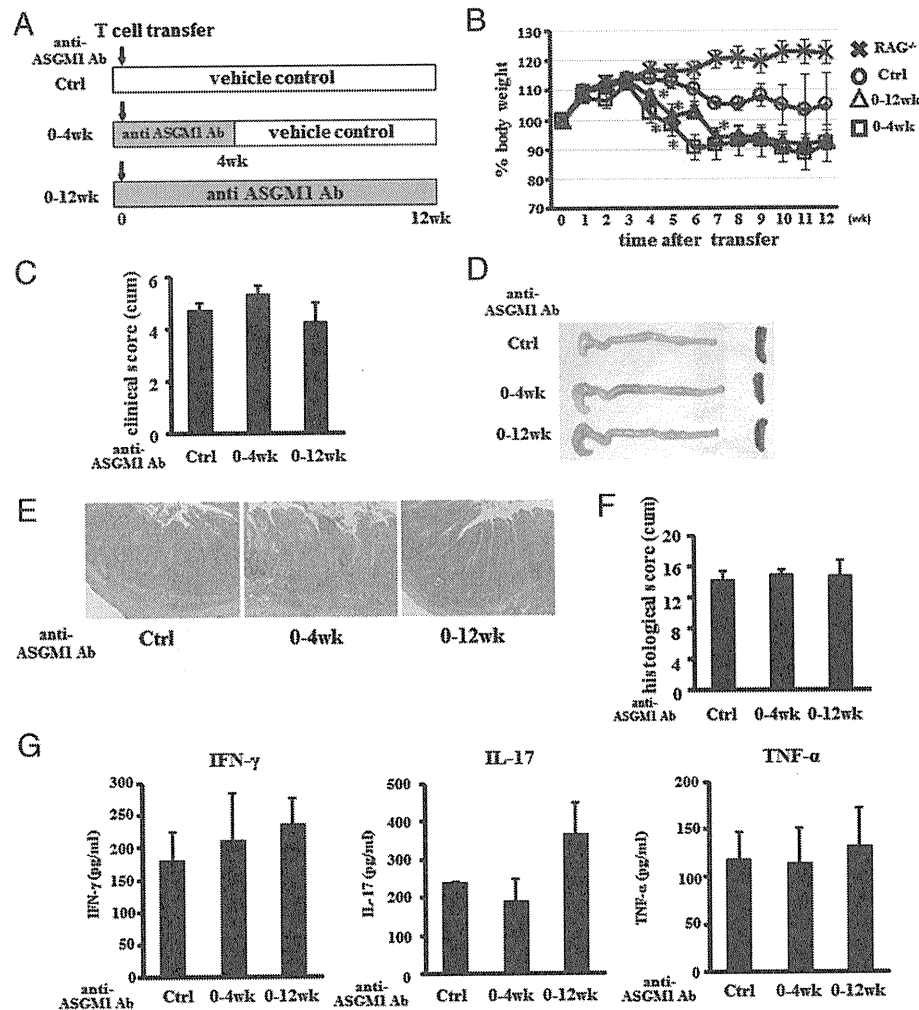 A
T cell transfer
anti-
ASGM1 Ab
Ctrl
vehicle control
0-4wk
anti ASGM1 Ab
vehicle control
4wk
0-12wk
anti ASGM1 Ab
0
12wk
B
% body weight
130
120
110
100
90
80
70
0 1 2 3 4 5 6 7 8 9 10 11 12 (wk)
time after transfer
RAG-/-
Ctrl
0-12wk
0-4wk
* * * * *
C
clinical score (cum)
6
4
2
0
anti-
ASGM1 Ab
Ctrl 0-4wk 0-12wk
D
anti-
ASGM1 Ab
Ctrl
0-4wk
0-12wk
E
anti-
ASGM1 Ab
Ctrl 0-4wk 0-12wk
F
histological score (cum)
20
16
12
8
4
0
anti-
ASGM1 Ab
Ctrl 0-4wk 0-12wk
G
IFN-γ
IFN-γ (pg/ml)
300
250
200
150
100
50
0
anti-
ASGM1 Ab
Ctrl 0-4wk 0-12wk
IL-17
IL-17 (pg/ml)
500
400
300
200
100
0
anti-
ASGM1 Ab
Ctrl 0-4wk 0-12wk
TNF-α
TNF-α (pg/ml)
200
150
100
50
0
anti-
ASGM1 Ab
Ctrl 0-4wk 0-12wk